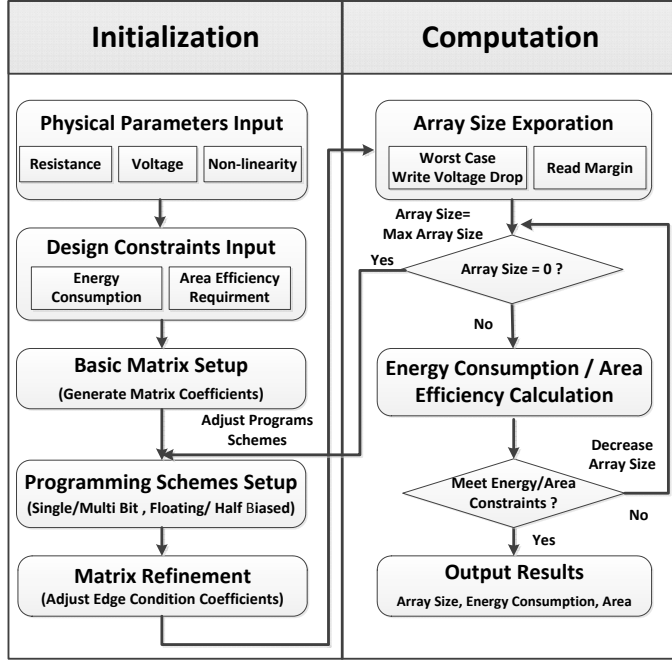 Initialization
Physical Parameters Input
Resistance
Voltage
Non-linearity
Design Constraints Input
Energy
Consumption
Area Efficiency
Requirment
Basic Matrix Setup
(Generate Matrix Coefficients)
Adjust Programs
Schemes
Programming Schemes Setup
(Single/Multi Bit , Floating/ Half Biased)
Matrix Refinement
(Adjust Edge Condition Coefficients)
Computation
Array Size Exporation
Worst Case
Write Voltage Drop
Read Margin
Array Size=
Max Array Size
Yes
Array Size = 0 ?
No
Energy Consumption / Area
Efficiency Calculation
Decrease
Array Size
Meet Energy/Area
Constraints ?
No
Yes
Output Results
Array Size, Energy Consumption, Area